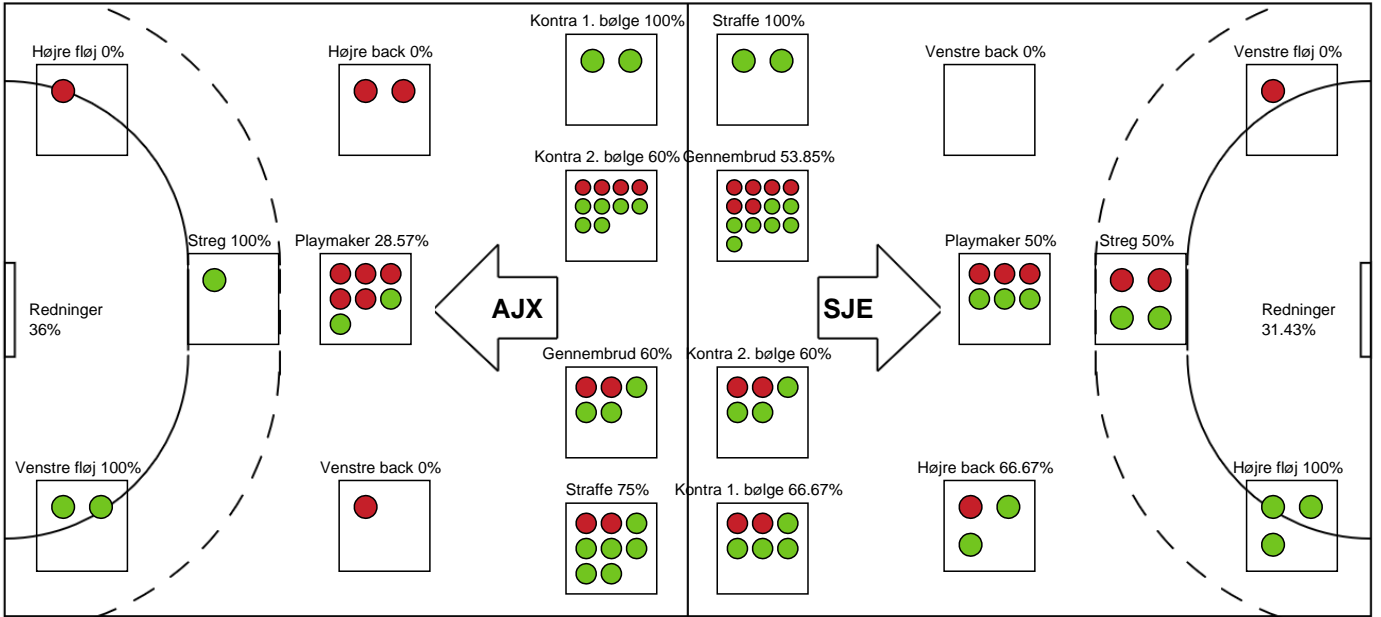 Kontra 1. bølge 100%
Straffe 100%
Højre fløj 0%
Højre back 0%
Venstre back 0%
Venstre fløj 0%
Kontra 2. bølge 60%
Gennembrud 53.85%
Streg 100%
Playmaker 28.57%
Playmaker 50%
Streg 50%
Redninger
36%
AJX
SJE
Redninger
31.43%
Gennembrud 60%
Kontra 2. bølge 60%
Venstre fløj 100%
Venstre back 0%
Straffe 75%
Kontra 1. bølge 66.67%
Højre back 66.67%
Højre fløj 100%